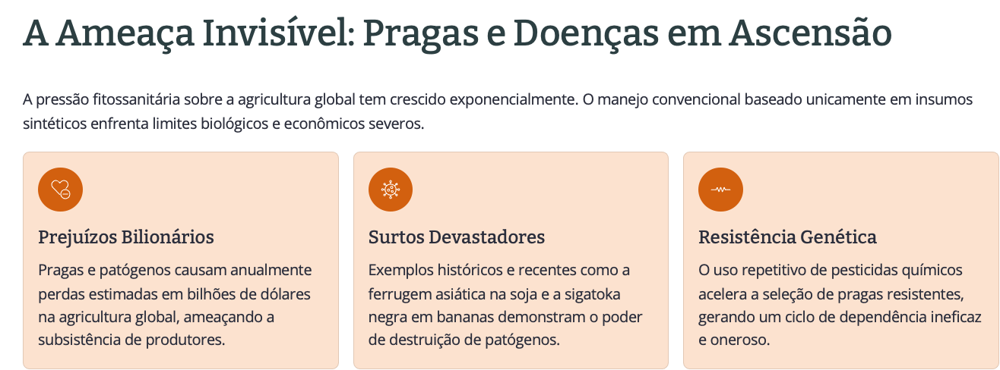 A Ameaça Invisível: Pragas e Doenças em Ascensão
A pressão fitossanitária sobre a agricultura global tem crescido exponencialmente. O manejo convencional baseado unicamente em insumos
sintéticos enfrenta limites biológicos e econômicos severos.
Prejuízos Bilionários
Pragas e patógenos causam anualmente
perdas estimadas em bilhões de dólares
na agricultura global, ameaçando a
subsistência de produtores.
Surtos Devastadores
Exemplos históricos e recentes como a
ferrugem asiática na soja e a sigatoka
negra em bananas demonstram o poder
de destruição de patógenos.
Resistência Genética
O uso repetitivo de pesticidas químicos
acelera a seleção de pragas resistentes,
gerando um ciclo de dependência ineficaz
e oneroso.